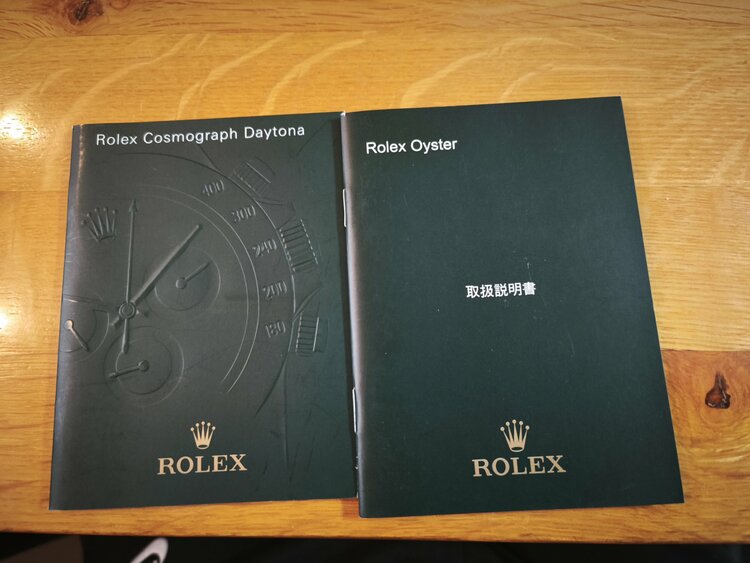 Rolex Cosmograph Daytona
400
300
240
200
180
ROLEX
Rolex Oyster
取扱説明書
ROLEX